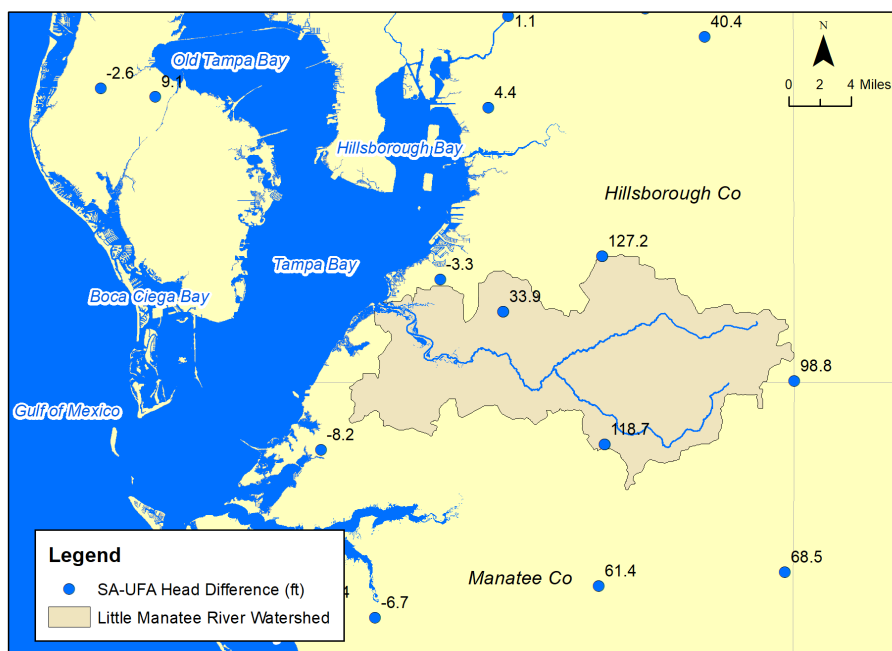 1.1
40.4
N
Old Tampa Bay
-2.6
9.1
0 2 4 Miles
4.4
Hillsborough Bay
Hillsborough Co
127.2
Tampa Bay
-3.3
Boca Ciega Bay
33.9
98.8
Gulf of Mexico
-8.2
118.7
Legend
SA-UFA Head Difference (ft)
Little Manatee River Watershed
Manatee Co
61.4
68.5
4
-6.7